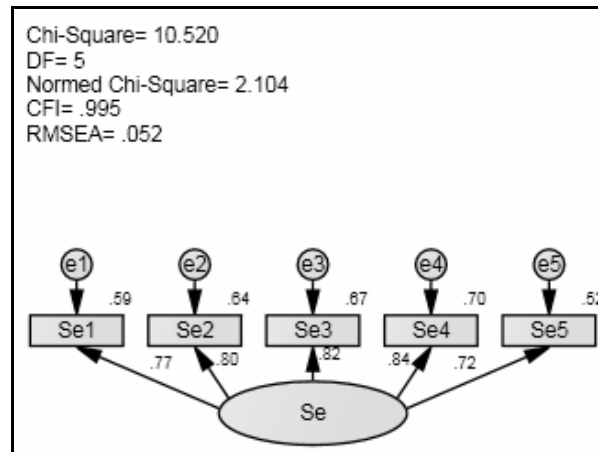 Chi-Square= 10.520
DF= 5
Normed Chi-Square= 2.104
CFI= .995
RMSEA= .052
e1 e2 e3 e4 e5
.59 .64 .67 .70 .52
Se1 Se2 Se3 Se4 Se5
.77 .80 .82 .84 .72
Se